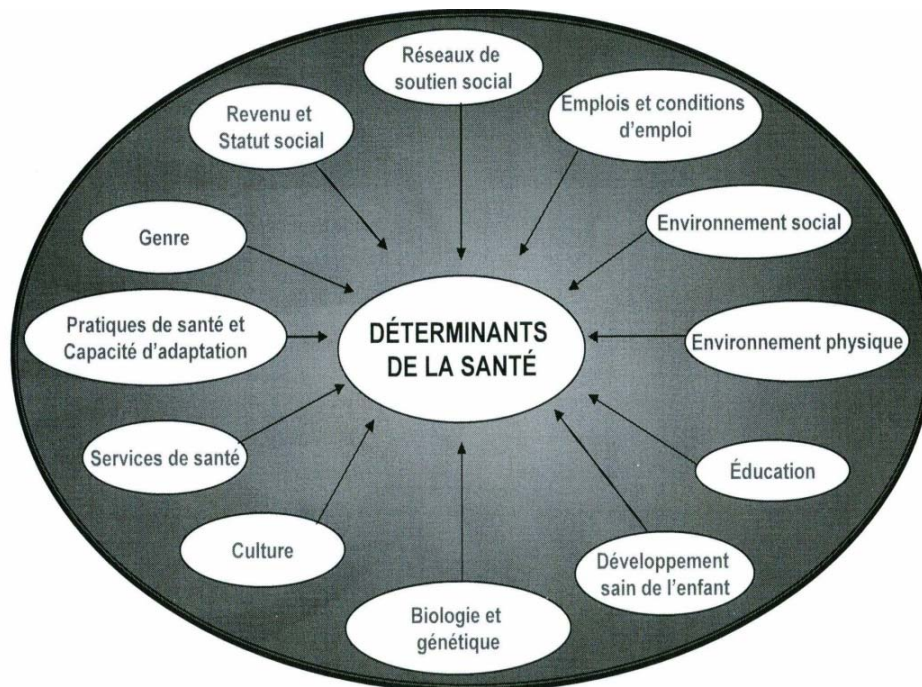 Réseaux de
soutien social
Emplois et conditions
d'emploi
Revenu et
Statut social
Environnement social
Genre
Pratiques de santé et
Capacité d'adaptation
DÉTERMINANTS
DE LA SANTÉ
Environnement physique
Services de santé
Éducation
Culture
Développement
sain de l'enfant
Biologie et
génétique